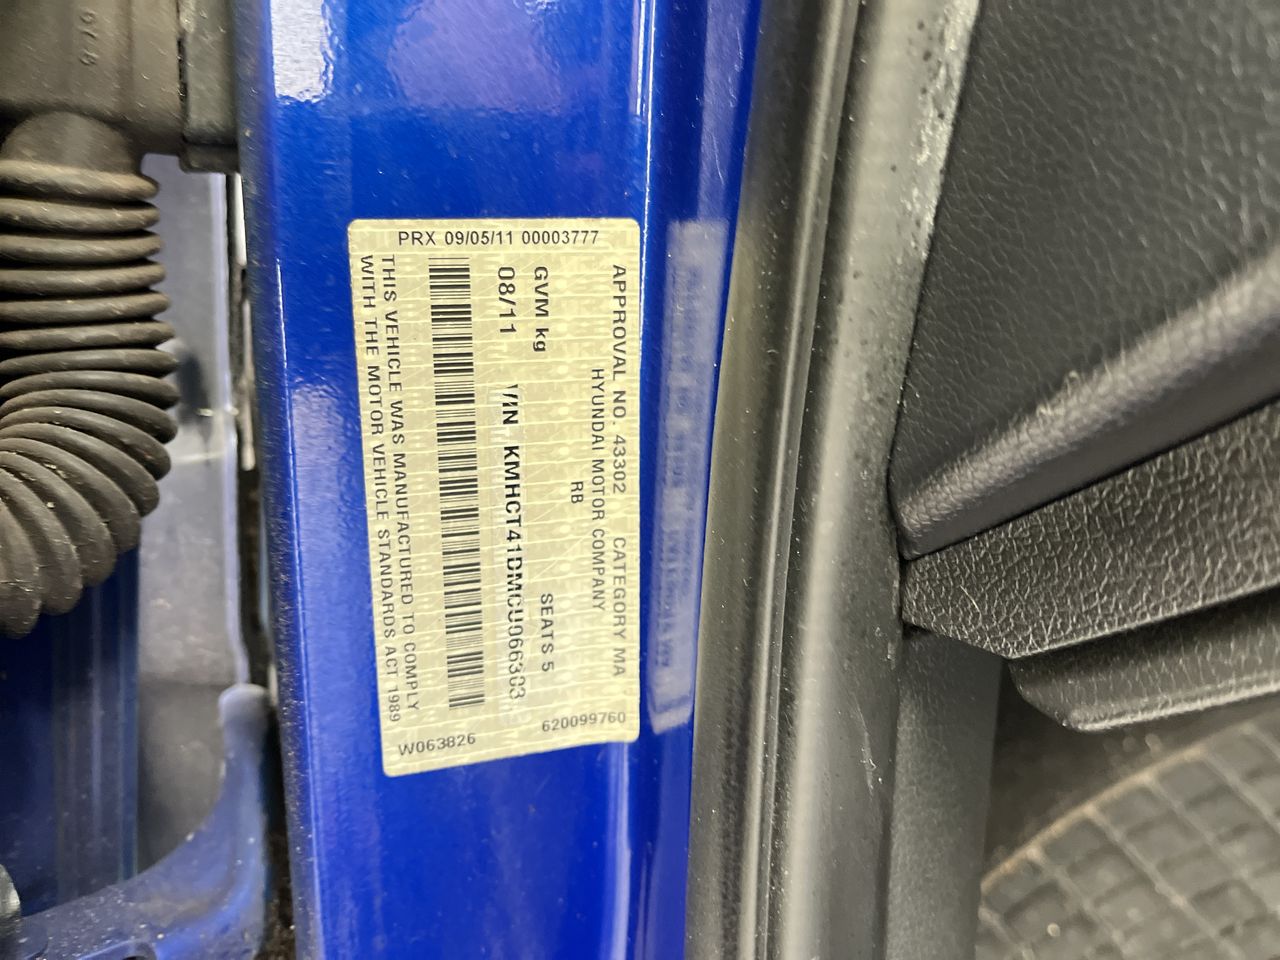 PRX 09/05/11 00003777
APPROVAL NO. 43302 CATEGORY MA
HYUNDAI MOTOR COMPANY
RB
GVM kg SEATS 5
08/11 VIN KMHCT41DMCU066303
THIS VEHICLE WAS MANUFACTURED TO COMPLY
WITH THE MOTOR VEHICLE STANDARDS ACT 1989
620099760
W063826